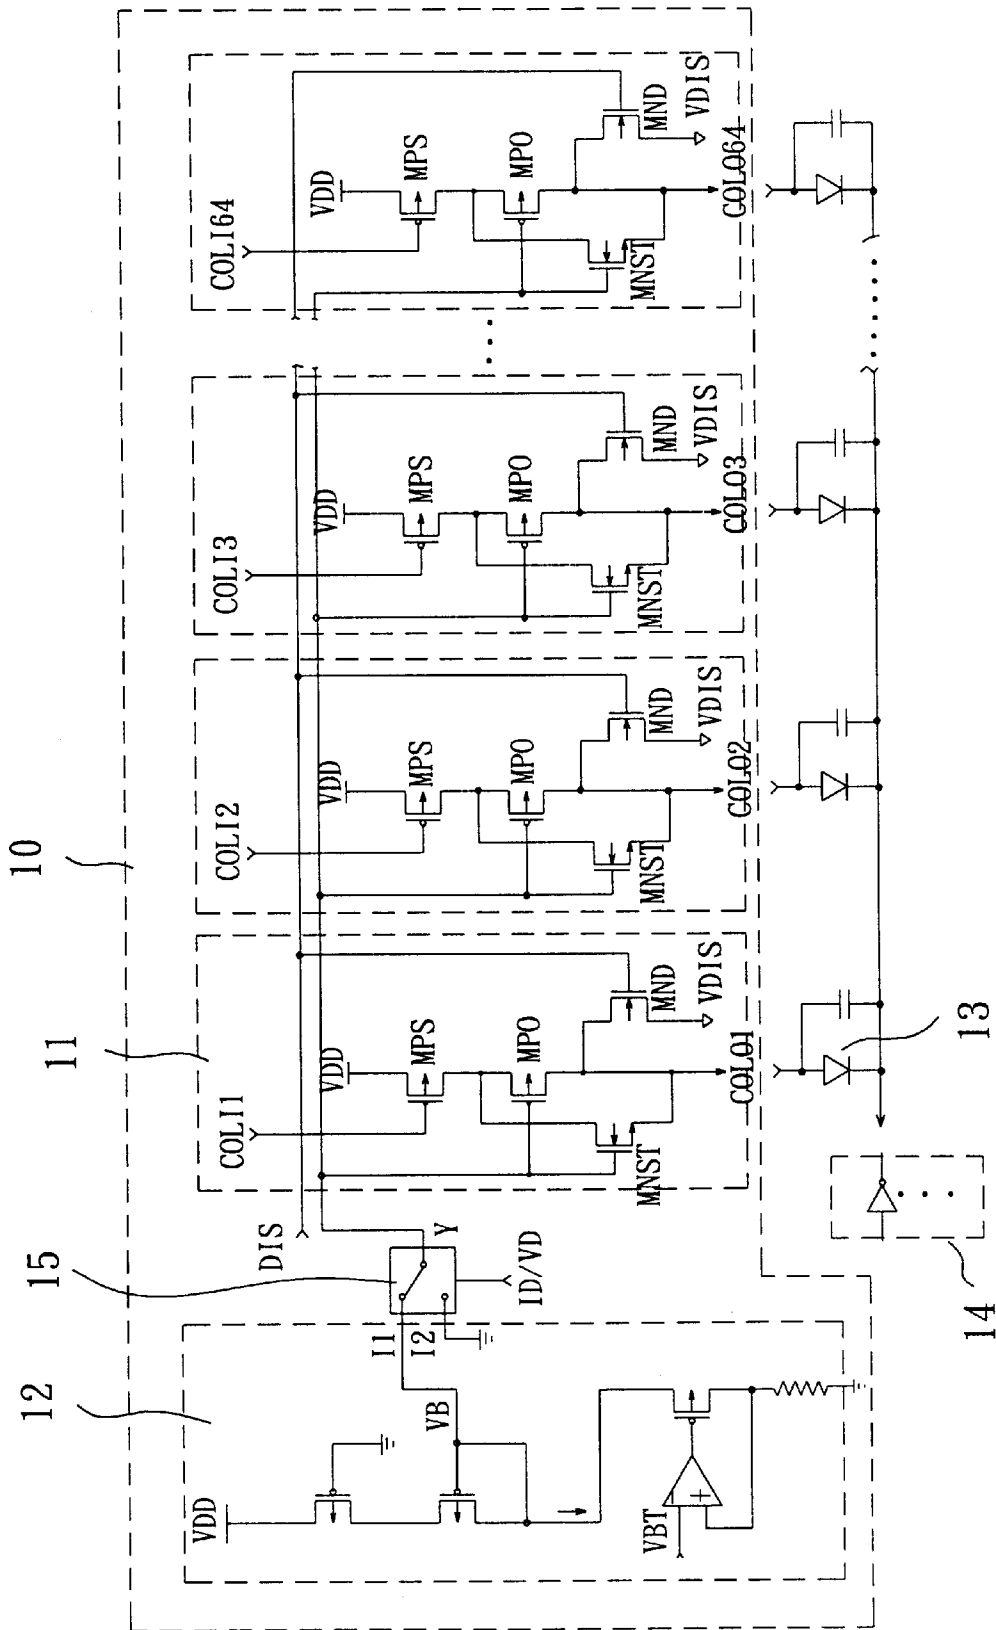 10
11
12
15
COLI1
COLI2
COLI3
COLI64
VDD
VDD
VDD
VDD
VDD
MPS
MPS
MPS
MPS
MPO
MPO
MPO
MPO
MNST
MNST
MNST
MNST
MND
MND
MND
MND
VDIS
VDIS
VDIS
VDIS
COLO1
COLO2
COLO3
COLO64
DIS
Y
ID/VD
I1
I2
VB
VBT
+
13
14